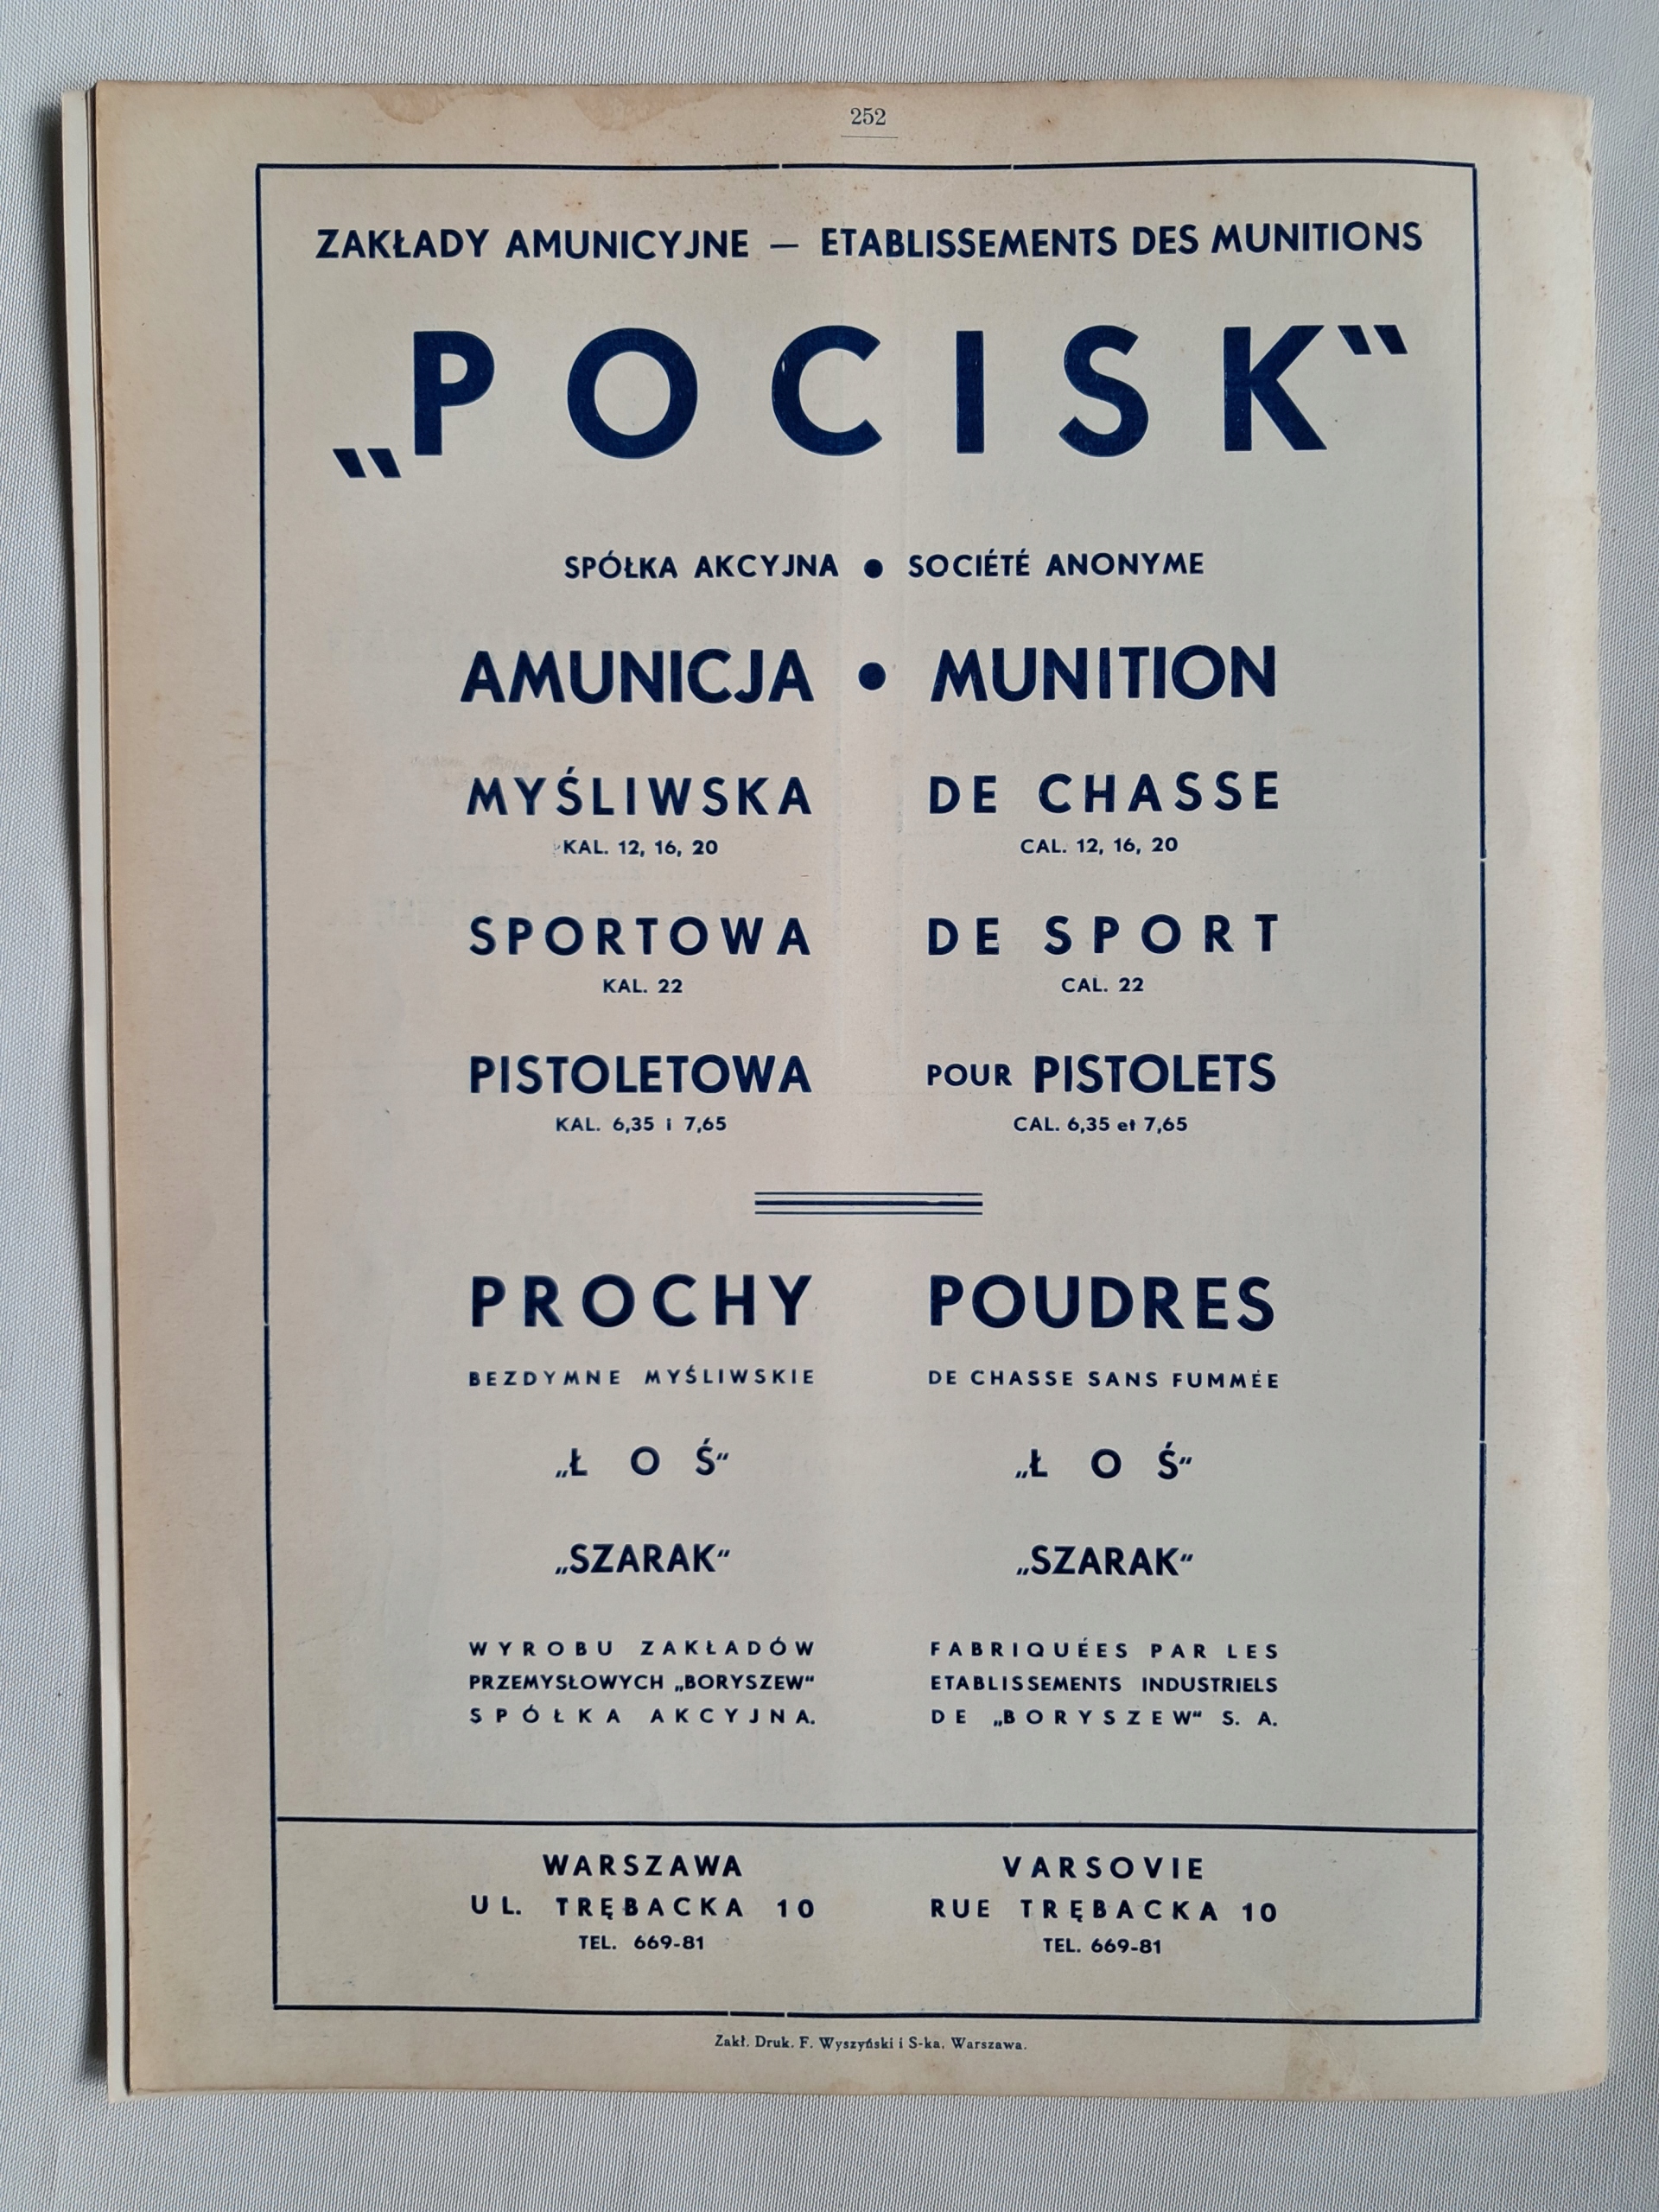 252
ZAKŁADY AMUNICYJNE — ETABLISSEMENTS DES MUNITIONS
„POCISK“
SPÓŁKA AKCYJNA ● SOCIÉTÉ ANONYME
AMUNICJA ● MUNITION
MYŚLIWSKA DE CHASSE
KAL. 12, 16, 20 CAL. 12, 16, 20
SPORTOWA DE SPORT
KAL. 22 CAL. 22
PISTOLETOWA POUR PISTOLETS
KAL. 6,35 i 7,65 CAL. 6,35 et 7,65
PROCHY POUDRES
BEZDYMNE MYŚLIWSKIE DE CHASSE SANS FUMMÉE
„ŁOŚ“ „ŁOŚ“
„SZARAK“ „SZARAK“
WYROBU ZAKŁADÓW FABRIQUÉES PAR LES
PRZEMYSŁOWYCH „BORYSZEW“ ETABLISSEMENTS INDUSTRIELS
SPÓŁKA AKCYJNA. DE „BORYSZEW“ S. A.
WARSZAWA VARSOVIE
UL. TRĘBACKA 10 RUE TRĘBACKA 10
TEL. 669-81 TEL. 669-81
Zakł. Druk. F. Wyszyński i S-ka. Warszawa.